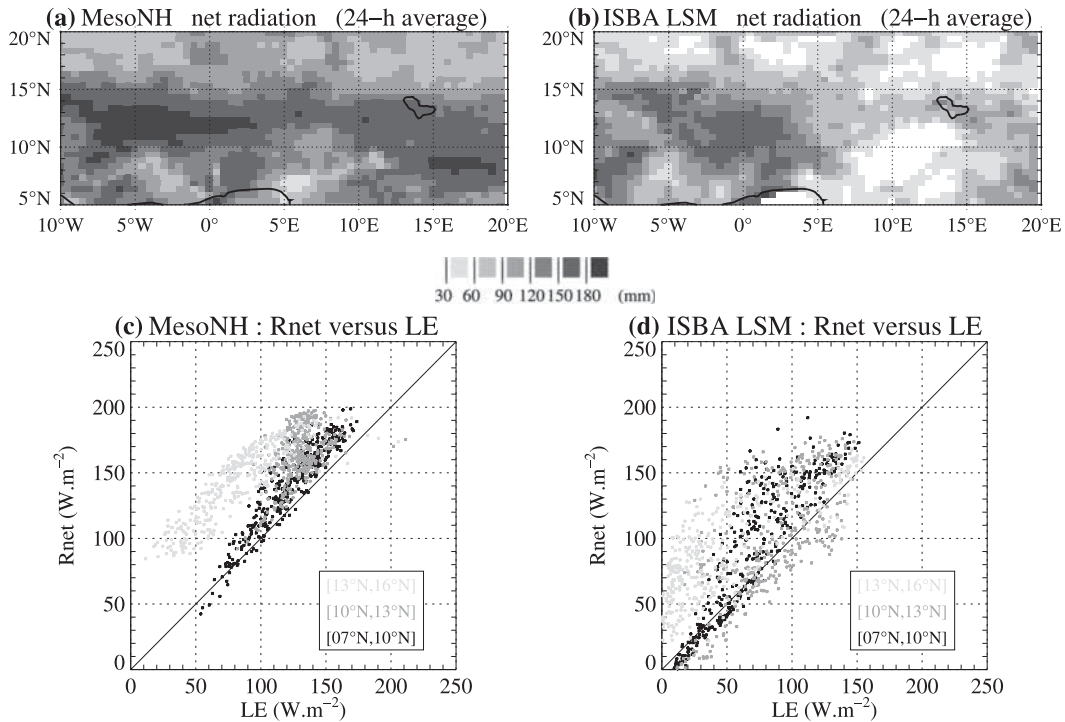 (a) MesoNH net radiation (24−h average)
(b) ISBA LSM net radiation (24−h average)
20°N
15°N
10°N
5°N
10°W 5°W 0° 5°E 10°E 15°E 20°E
20°N
15°N
10°N
5°N
10°W 5°W 0° 5°E 10°E 15°E 20°E
30 60 90 120 150 180 (mm)
(c) MesoNH : Rnet versus LE
250
200
150
100
50
0
Rnet (W.m−2)
[13°N,16°N]
[10°N,13°N]
[07°N,10°N]
0 50 100 150 200 250
LE (W.m−2)
(d) ISBA LSM : Rnet versus LE
250
200
150
100
50
0
Rnet (W.m−2)
[13°N,16°N]
[10°N,13°N]
[07°N,10°N]
0 50 100 150 200 250
LE (W.m−2)